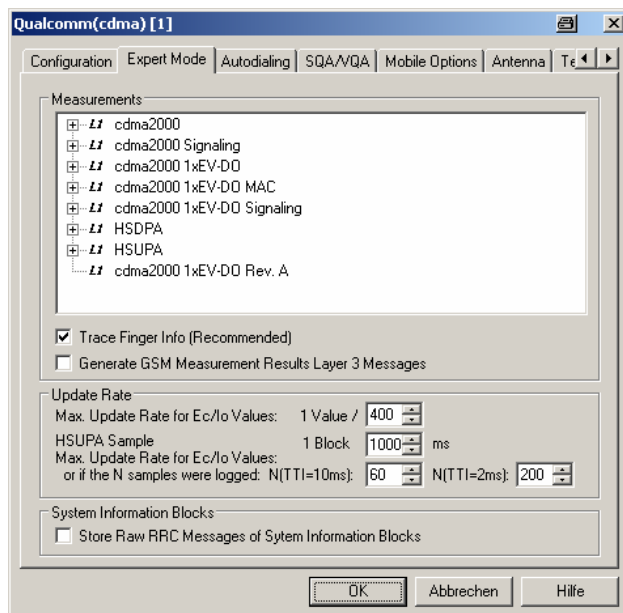 Qualcomm(cdma) [1]
Configuration Expert Mode Autodialing SQA/VQA Mobile Options Antenna Te
Measurements
L1 cdma2000
L1 cdma2000 Signaling
L1 cdma2000 1xEV-DO
L1 cdma2000 1xEV-DO MAC
L1 cdma2000 1xEV-DO Signaling
L1 HSDPA
L1 HSUPA
L1 cdma2000 1xEV-DO Rev. A
Trace Finger Info (Recommended)
Generate GSM Measurement Results Layer 3 Messages
Update Rate
Max. Update Rate for Ec/Io Values: 1 Value / 400
HSUPA Sample 1 Block 1000 ms
Max. Update Rate for Ec/Io Values:
or if the N samples were logged: N(TTI=10ms): 60 N(TTI=2ms): 200
System Information Blocks
Store Raw RRC Messages of Sytem Information Blocks
OK Abbrechen Hilfe